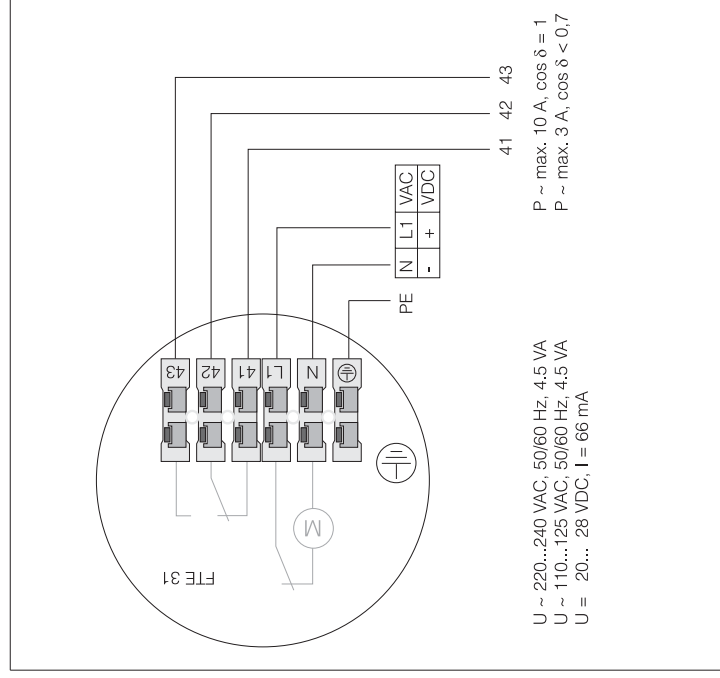 43
42
41
VAC
VDC
L1
+
N
-
PE
43
42
41
L1
N
M
FTE 31
P ~ max. 10 A, cos δ = 1
P ~ max. 3 A, cos δ < 0,7
U ~ 220...240 VAC, 50/60 Hz, 4.5 VA
U ~ 110...125 VAC, 50/60 Hz, 4.5 VA
U = 20... 28 VDC, I = 66 mA